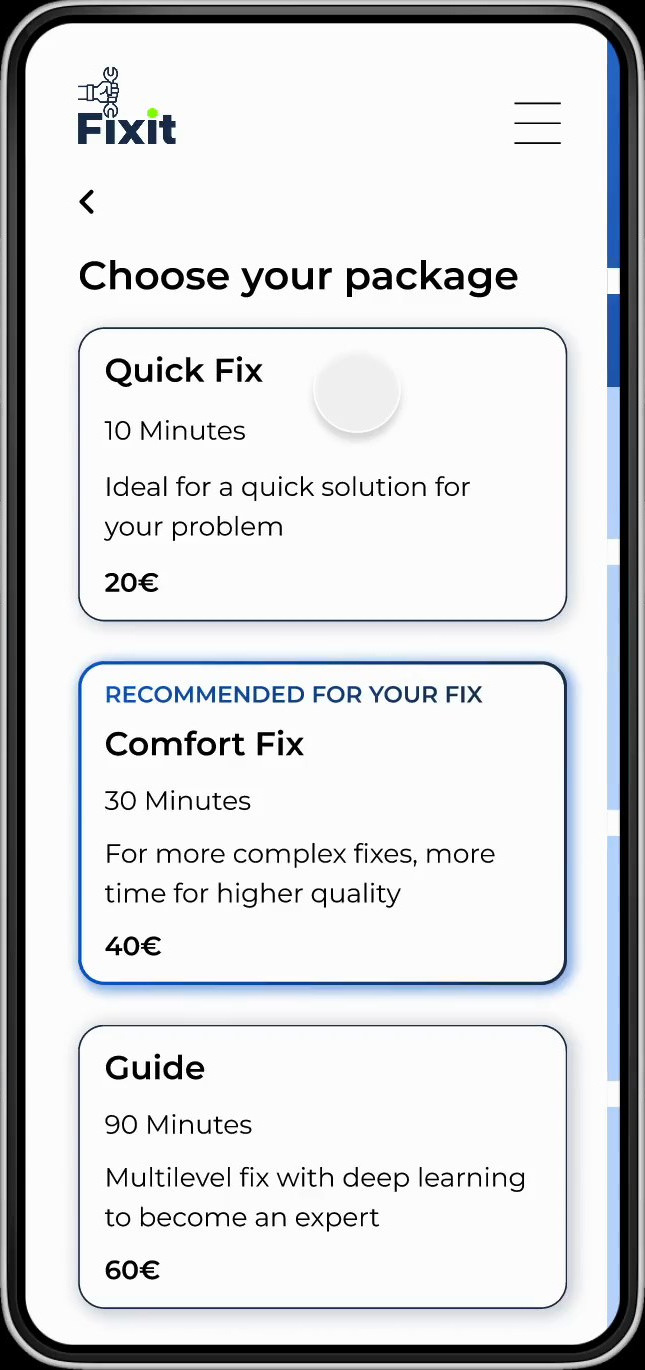 Fixit
Choose your package
Quick Fix
10 Minutes
Ideal for a quick solution for
your problem
20€
RECOMMENDED FOR YOUR FIX
Comfort Fix
30 Minutes
For more complex fixes, more
time for higher quality
40€
Guide
90 Minutes
Multilevel fix with deep learning
to become an expert
60€